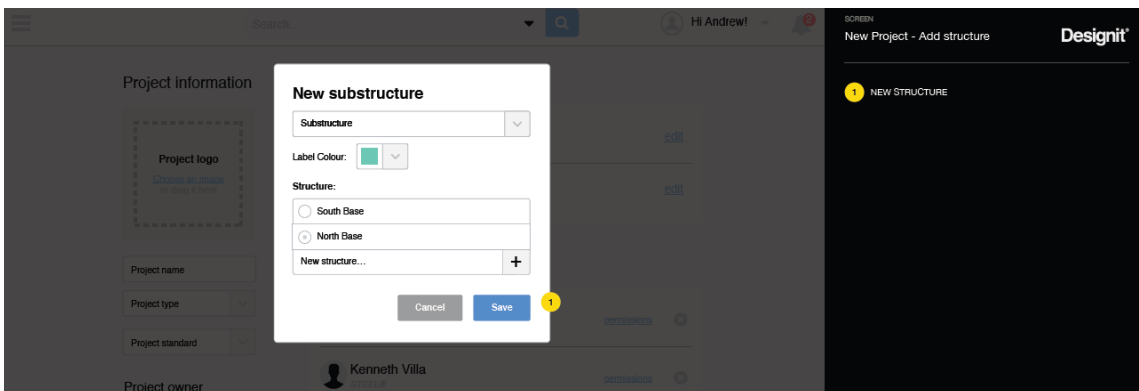 Search...
Hi Andrew!
2
Project information
Project logo
Choose an image
or drag it here
Project name
Project type
Project standard
Project owner
New substructure
Substructure
Label Colour:
Structure:
South Base
North Base
New structure...
+
Cancel
Save
1
edit
edit
permissions
Kenneth Villa
permissions
SCREEN
New Project - Add structure
Designit°
1 NEW STRUCTURE